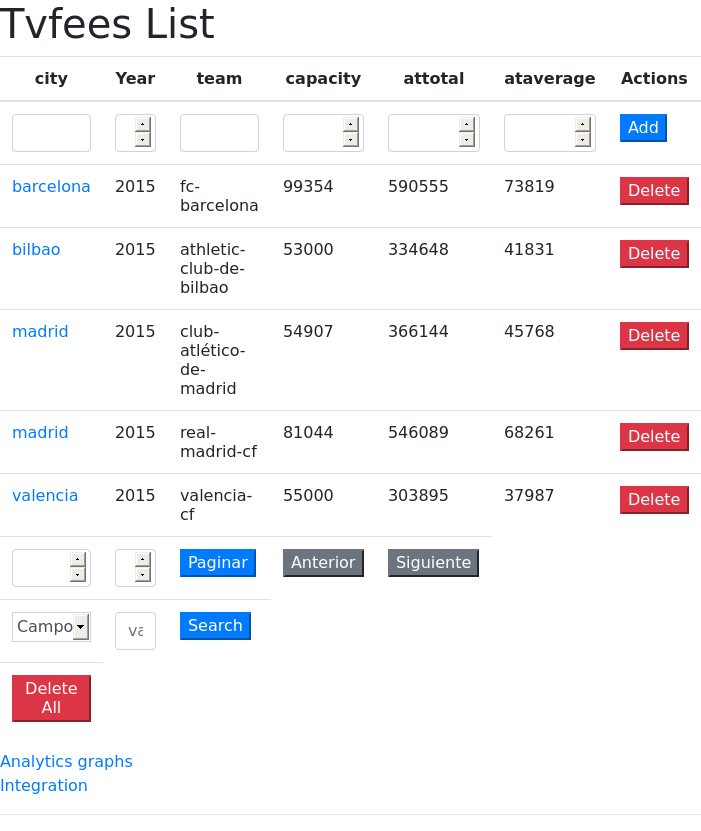 Tvfees List
city Year team capacity attotal ataverage Actions
Add
barcelona 2015 fc- 99354 590555 73819 Delete
barcelona
bilbao 2015 athletic- 53000 334648 41831 Delete
club-de-
bilbao
madrid 2015 club- 54907 366144 45768 Delete
atlético-
de-
madrid
madrid 2015 real- 81044 546089 68261 Delete
madrid-cf
valencia 2015 valencia- 55000 303895 37987 Delete
cf
Paginar Anterior Siguiente
Campo Search
Delete
All
Analytics graphs
Integration